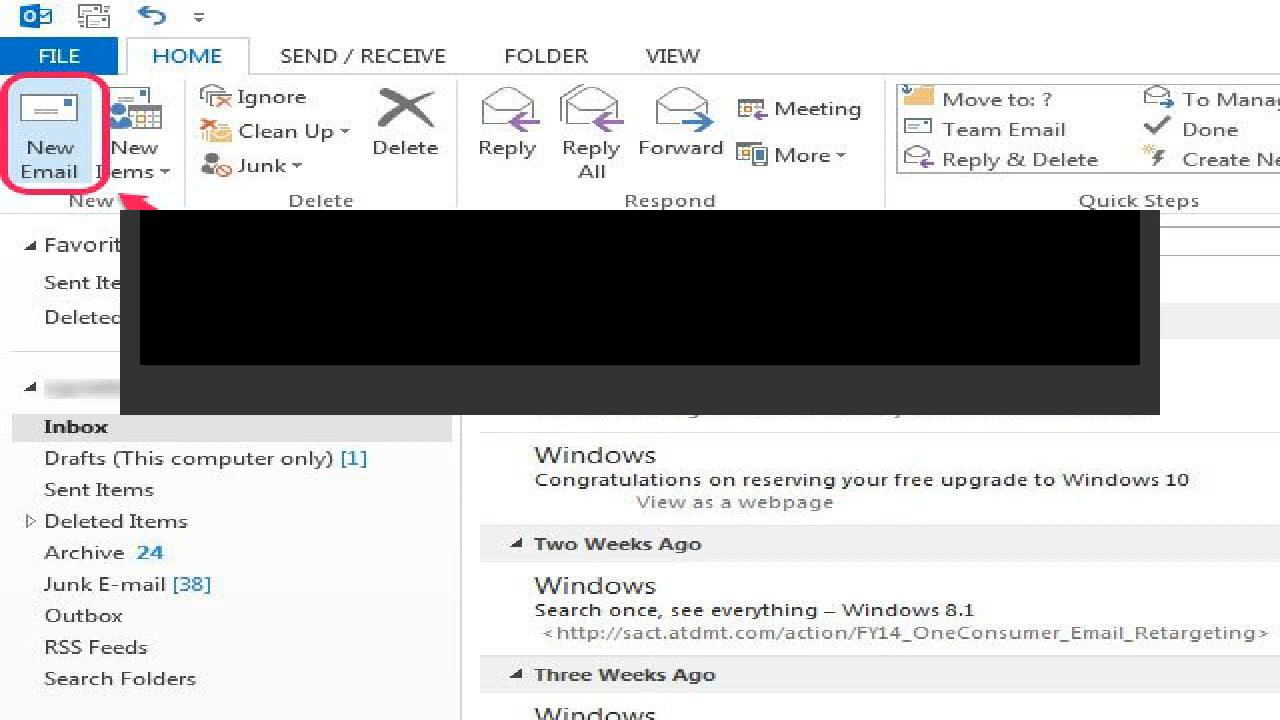 FILE HOME SEND / RECEIVE FOLDER VIEW
New Email
New Items
New
Ignore
Clean Up
Junk
Delete
Delete
Reply
Reply All
Forward
Meeting
More
Respond
Move to: ?
Team Email
Reply & Delete
To Mana
Done
Create Ne
Quick Steps
Favorit
Sent Ite
Deleted
Inbox
Drafts (This computer only) [1]
Sent Items
Deleted Items
Archive 24
Junk E-mail [38]
Outbox
RSS Feeds
Search Folders
Windows
Congratulations on reserving your free upgrade to Windows 10
View as a webpage
Two Weeks Ago
Windows
Search once, see everything – Windows 8.1
<http://sact.atdmt.com/action/FY14_OneConsumer_Email_Retargeting>
Three Weeks Ago
Windows